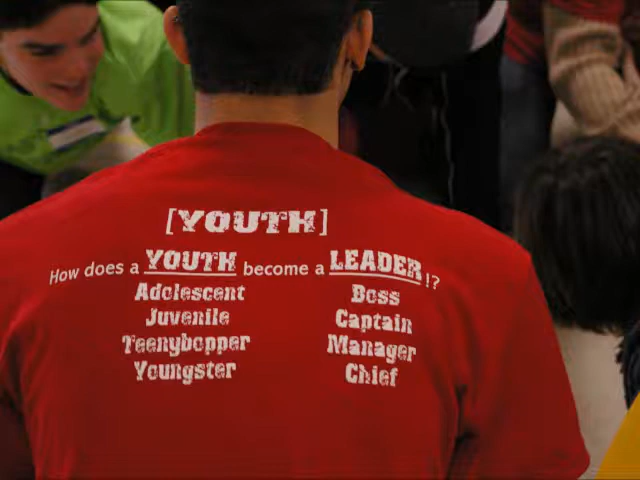 [YOUTH]
How does a YOUTH become a LEADER!?
Adolescent Boss
Juvenile Captain
Teenybopper Manager
Youngster Chief